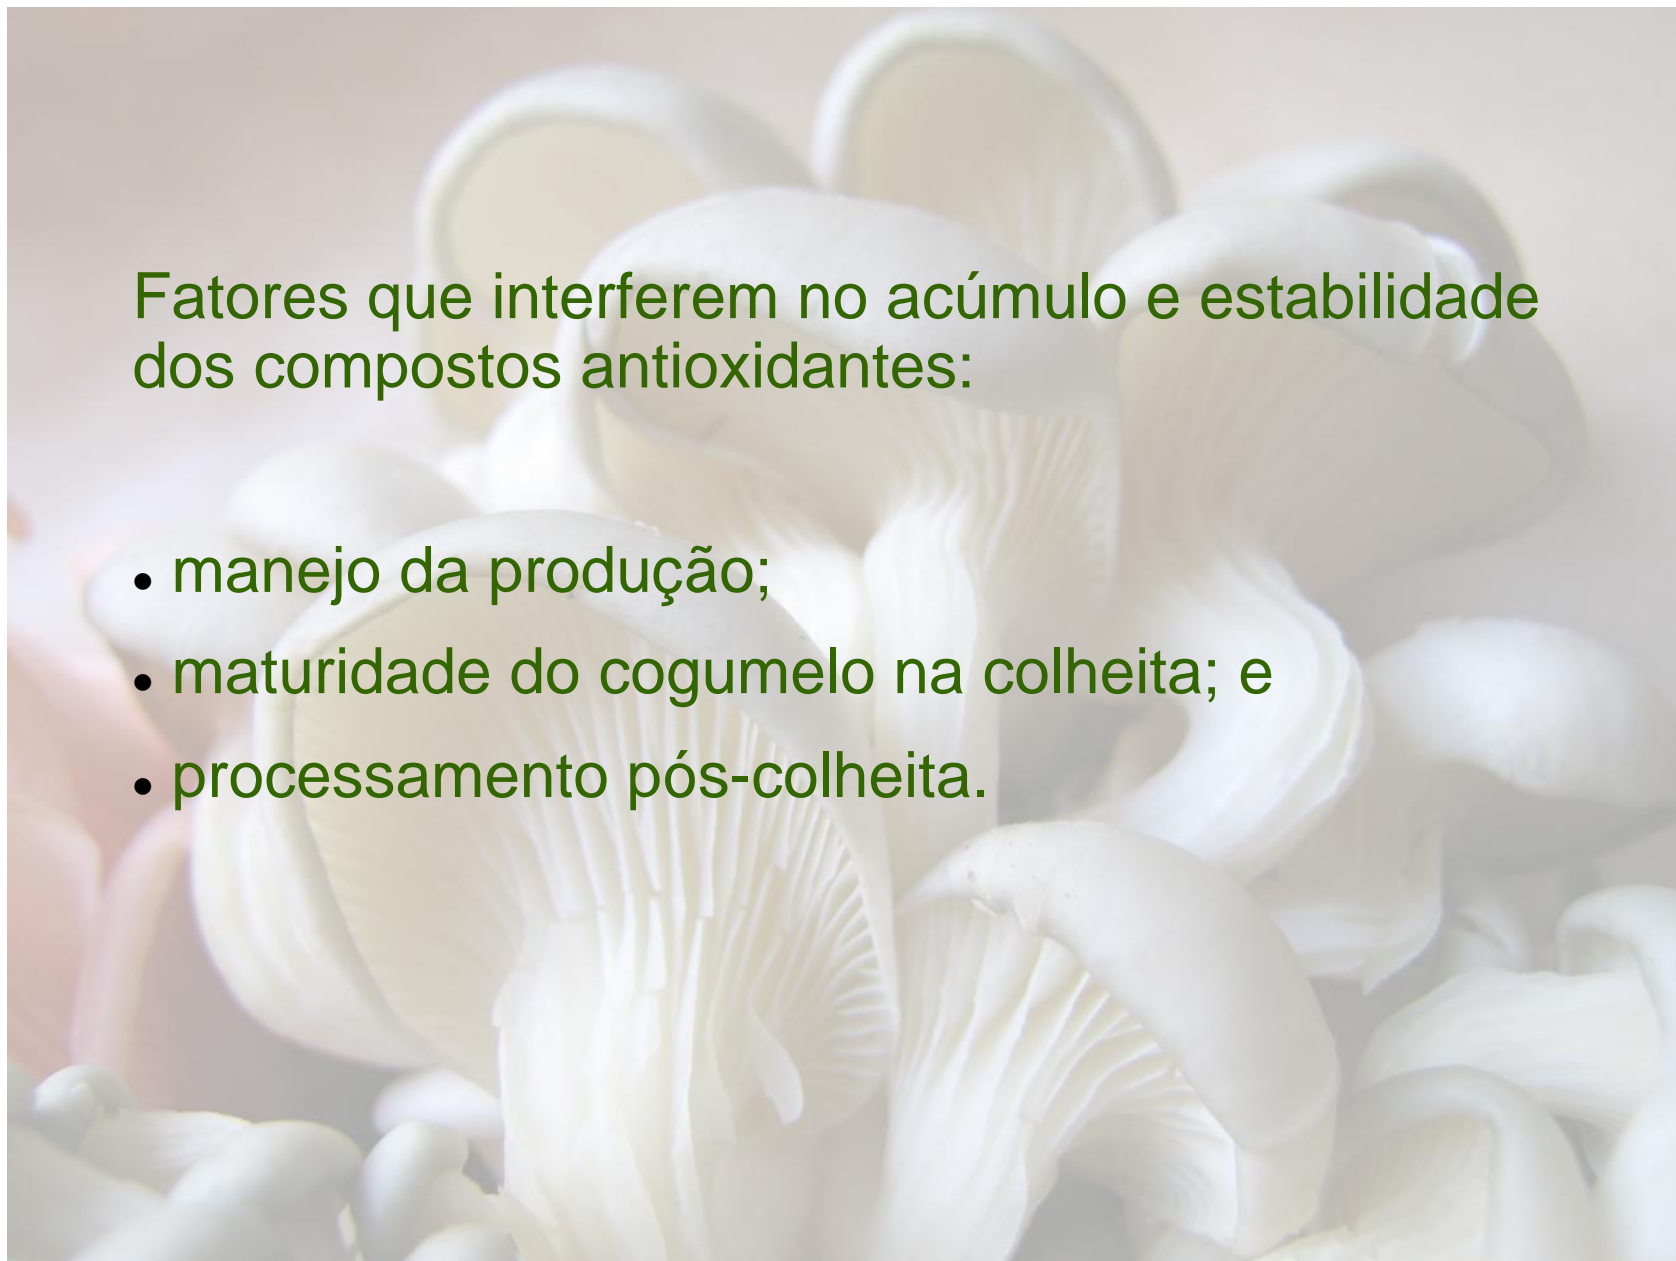 Fatores que interferem no acúmulo e estabilidade
dos compostos antioxidantes:
● manejo da produção;
● maturidade do cogumelo na colheita; e
● processamento pós-colheita.